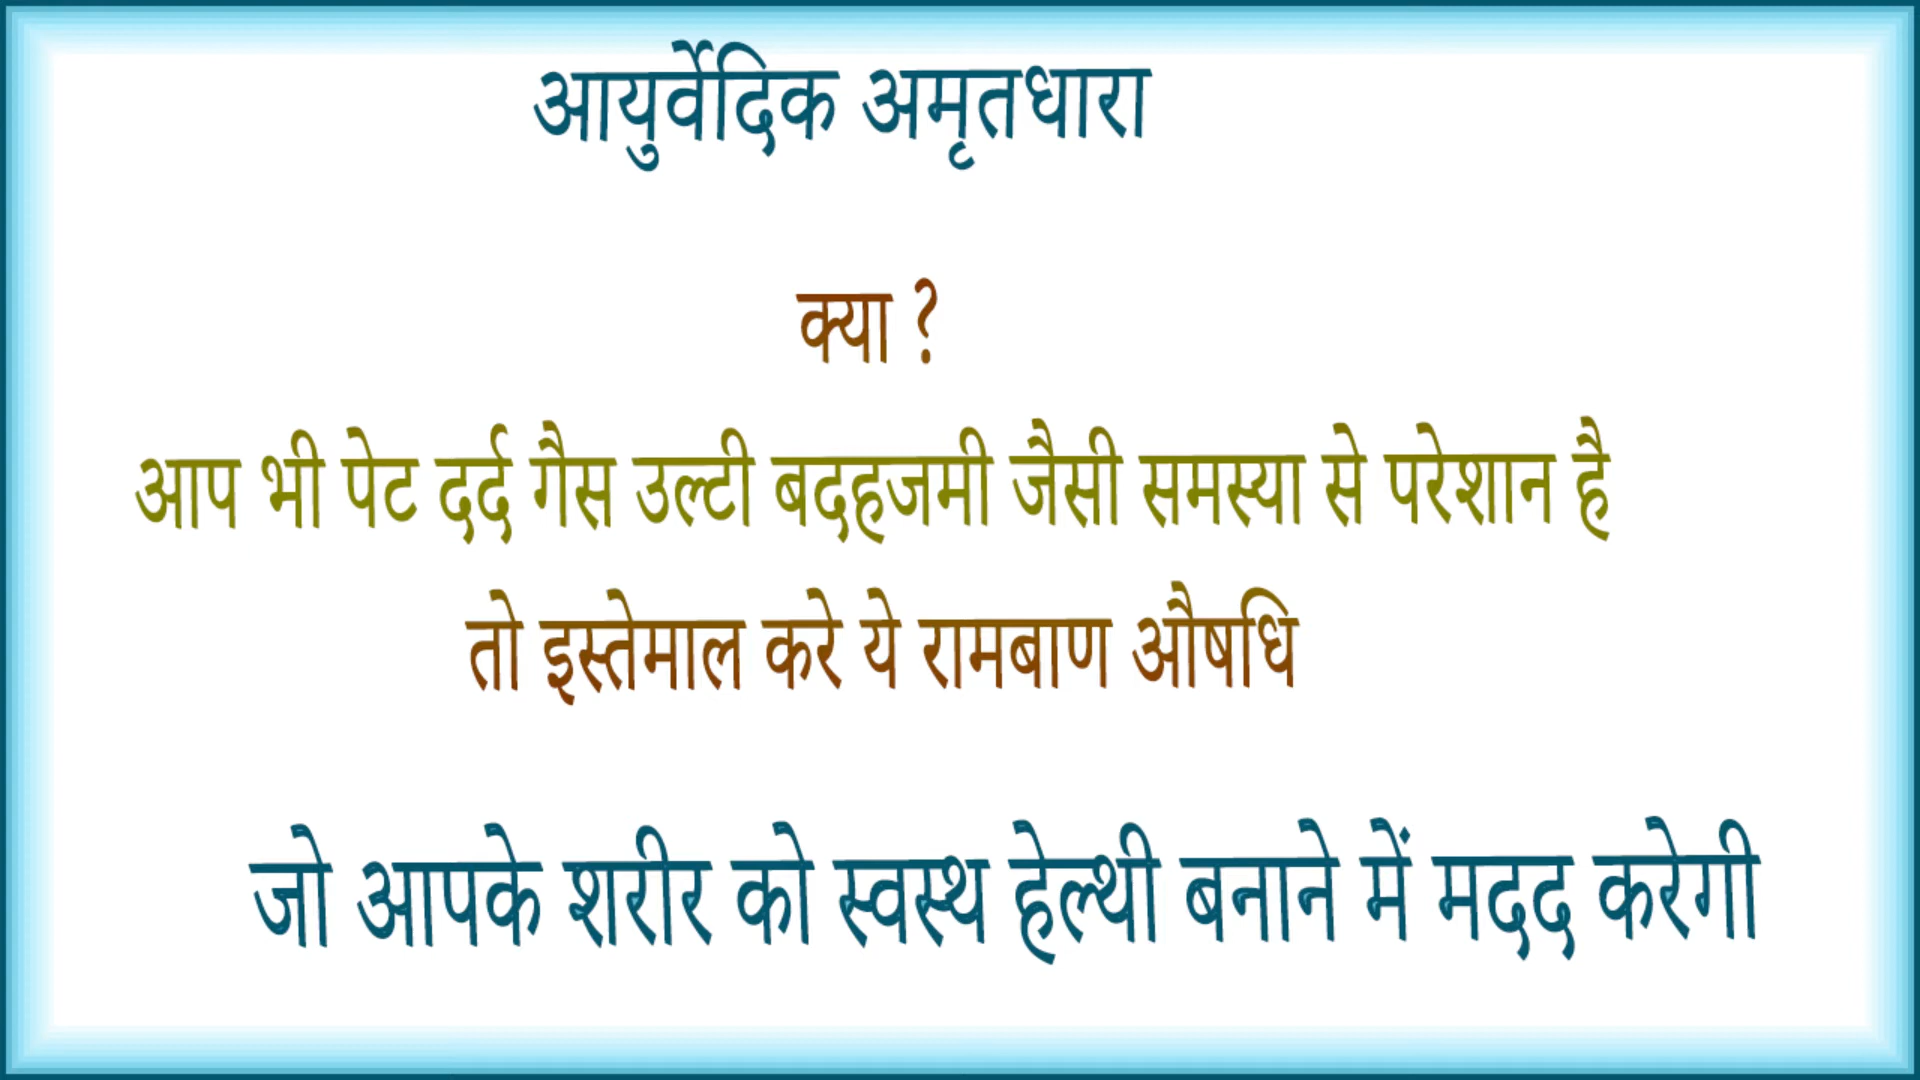 आयुर्वेदिक अमृतधारा
क्या ?
आप भी पेट दर्द गैस उल्टी बदहजमी जैसी समस्या से परेशान है
तो इस्तेमाल करे ये रामबाण औषधि
जो आपके शरीर को स्वस्थ हेल्थी बनाने में मदद करेगी